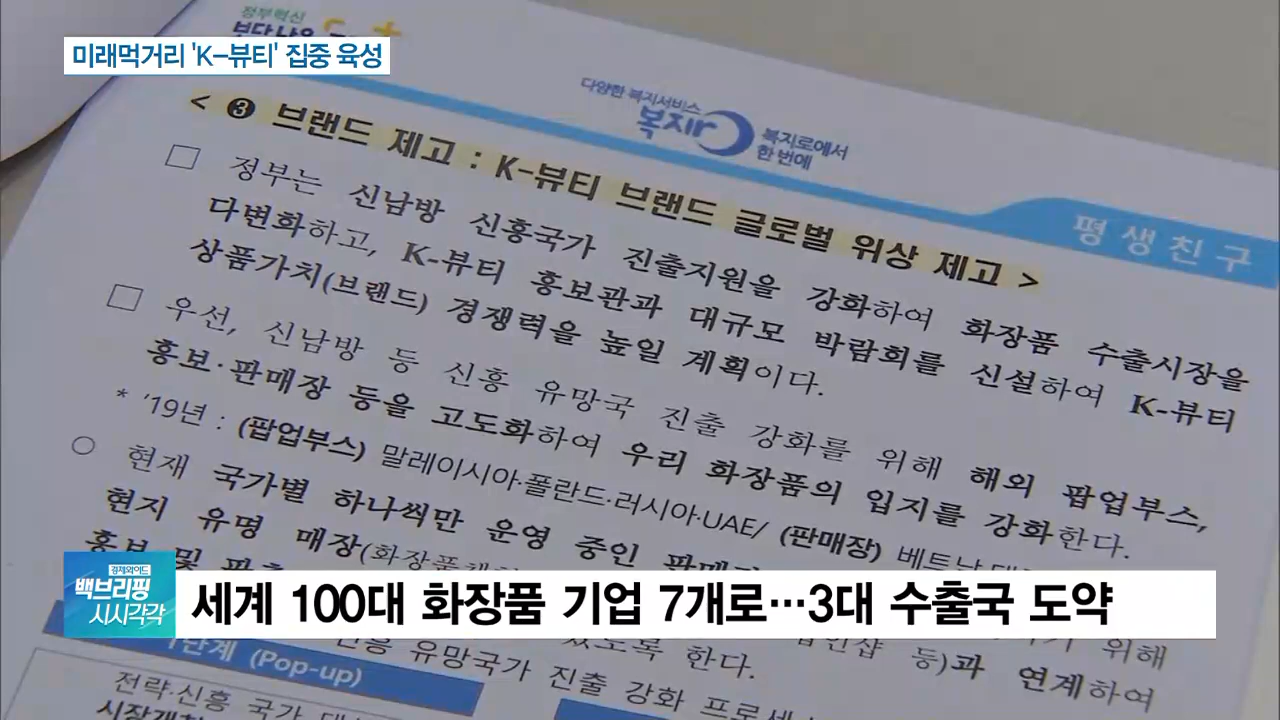 정부혁신
미래먹거리 'K-뷰티' 집중 육성
다양한 복지서비스
복지로
복지로에서
한 번에
평생친구
< ❸ 브랜드 제고 : K-뷰티 브랜드 글로벌 위상 제고 >
□ 정부는 신남방 신흥국가 진출지원을 강화하여 화장품 수출시장을
다변화하고, K-뷰티 홍보관과 대규모 박람회를 신설하여 K-뷰티
상품가치(브랜드) 경쟁력을 높일 계획이다.
□ 우선, 신남방 등 신흥 유망국 진출 강화를 위해 해외 팝업부스,
홍보·판매장 등을 고도화하여 우리 화장품의 입지를 강화한다.
* '19년 : (팝업부스) 말레이시아·폴란드·러시아·UAE/ (판매장) 베트남
○ 현재 국가별 하나씩만 운영 중인
현지 유명 매장
홍보 및
경제와이드
백브리핑
시시각각
세계 100대 화장품 기업 7개로…3대 수출국 도약
위해
등)과 연계하여
있도록 한다.
신흥 유망국가 진출 강화
단계 (Pop-up)
전략·신흥 국가